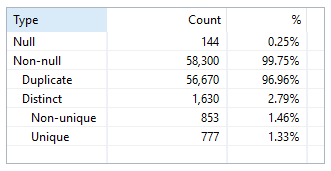 Type Count %
Null 144 0.25%
Non-null 58,300 99.75%
Duplicate 56,670 96.96%
Distinct 1,630 2.79%
Non-unique 853 1.46%
Unique 777 1.33%